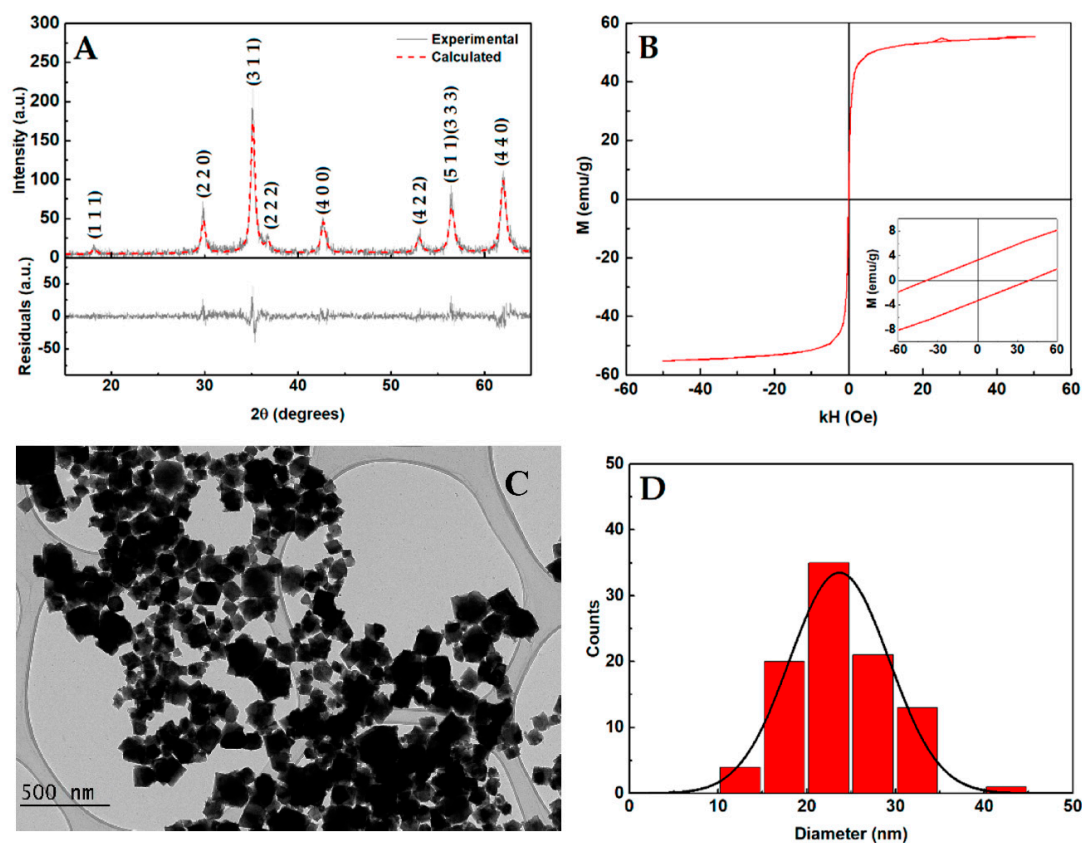 A
Experimental
Calculated
Intensity (a.u.)
300
250
200
150
100
50
0
(1 1 1)
(2 2 0)
(3 1 1)
(2 2 2)
(4 0 0)
(4 2 2)
(5 1 1)(3 3 3)
(4 4 0)
Residuals (a.u.)
50
0
-50
20
30
40
50
60
2θ (degrees)
B
M (emu/g)
60
40
20
0
-20
-40
-60
-60
-40
-20
0
20
40
60
kH (Oe)
M (emu/g)
8
4
0
-4
-8
-60
-30
0
30
60
C
500 nm
D
Counts
50
40
30
20
10
0
0
10
20
30
40
50
Diameter (nm)